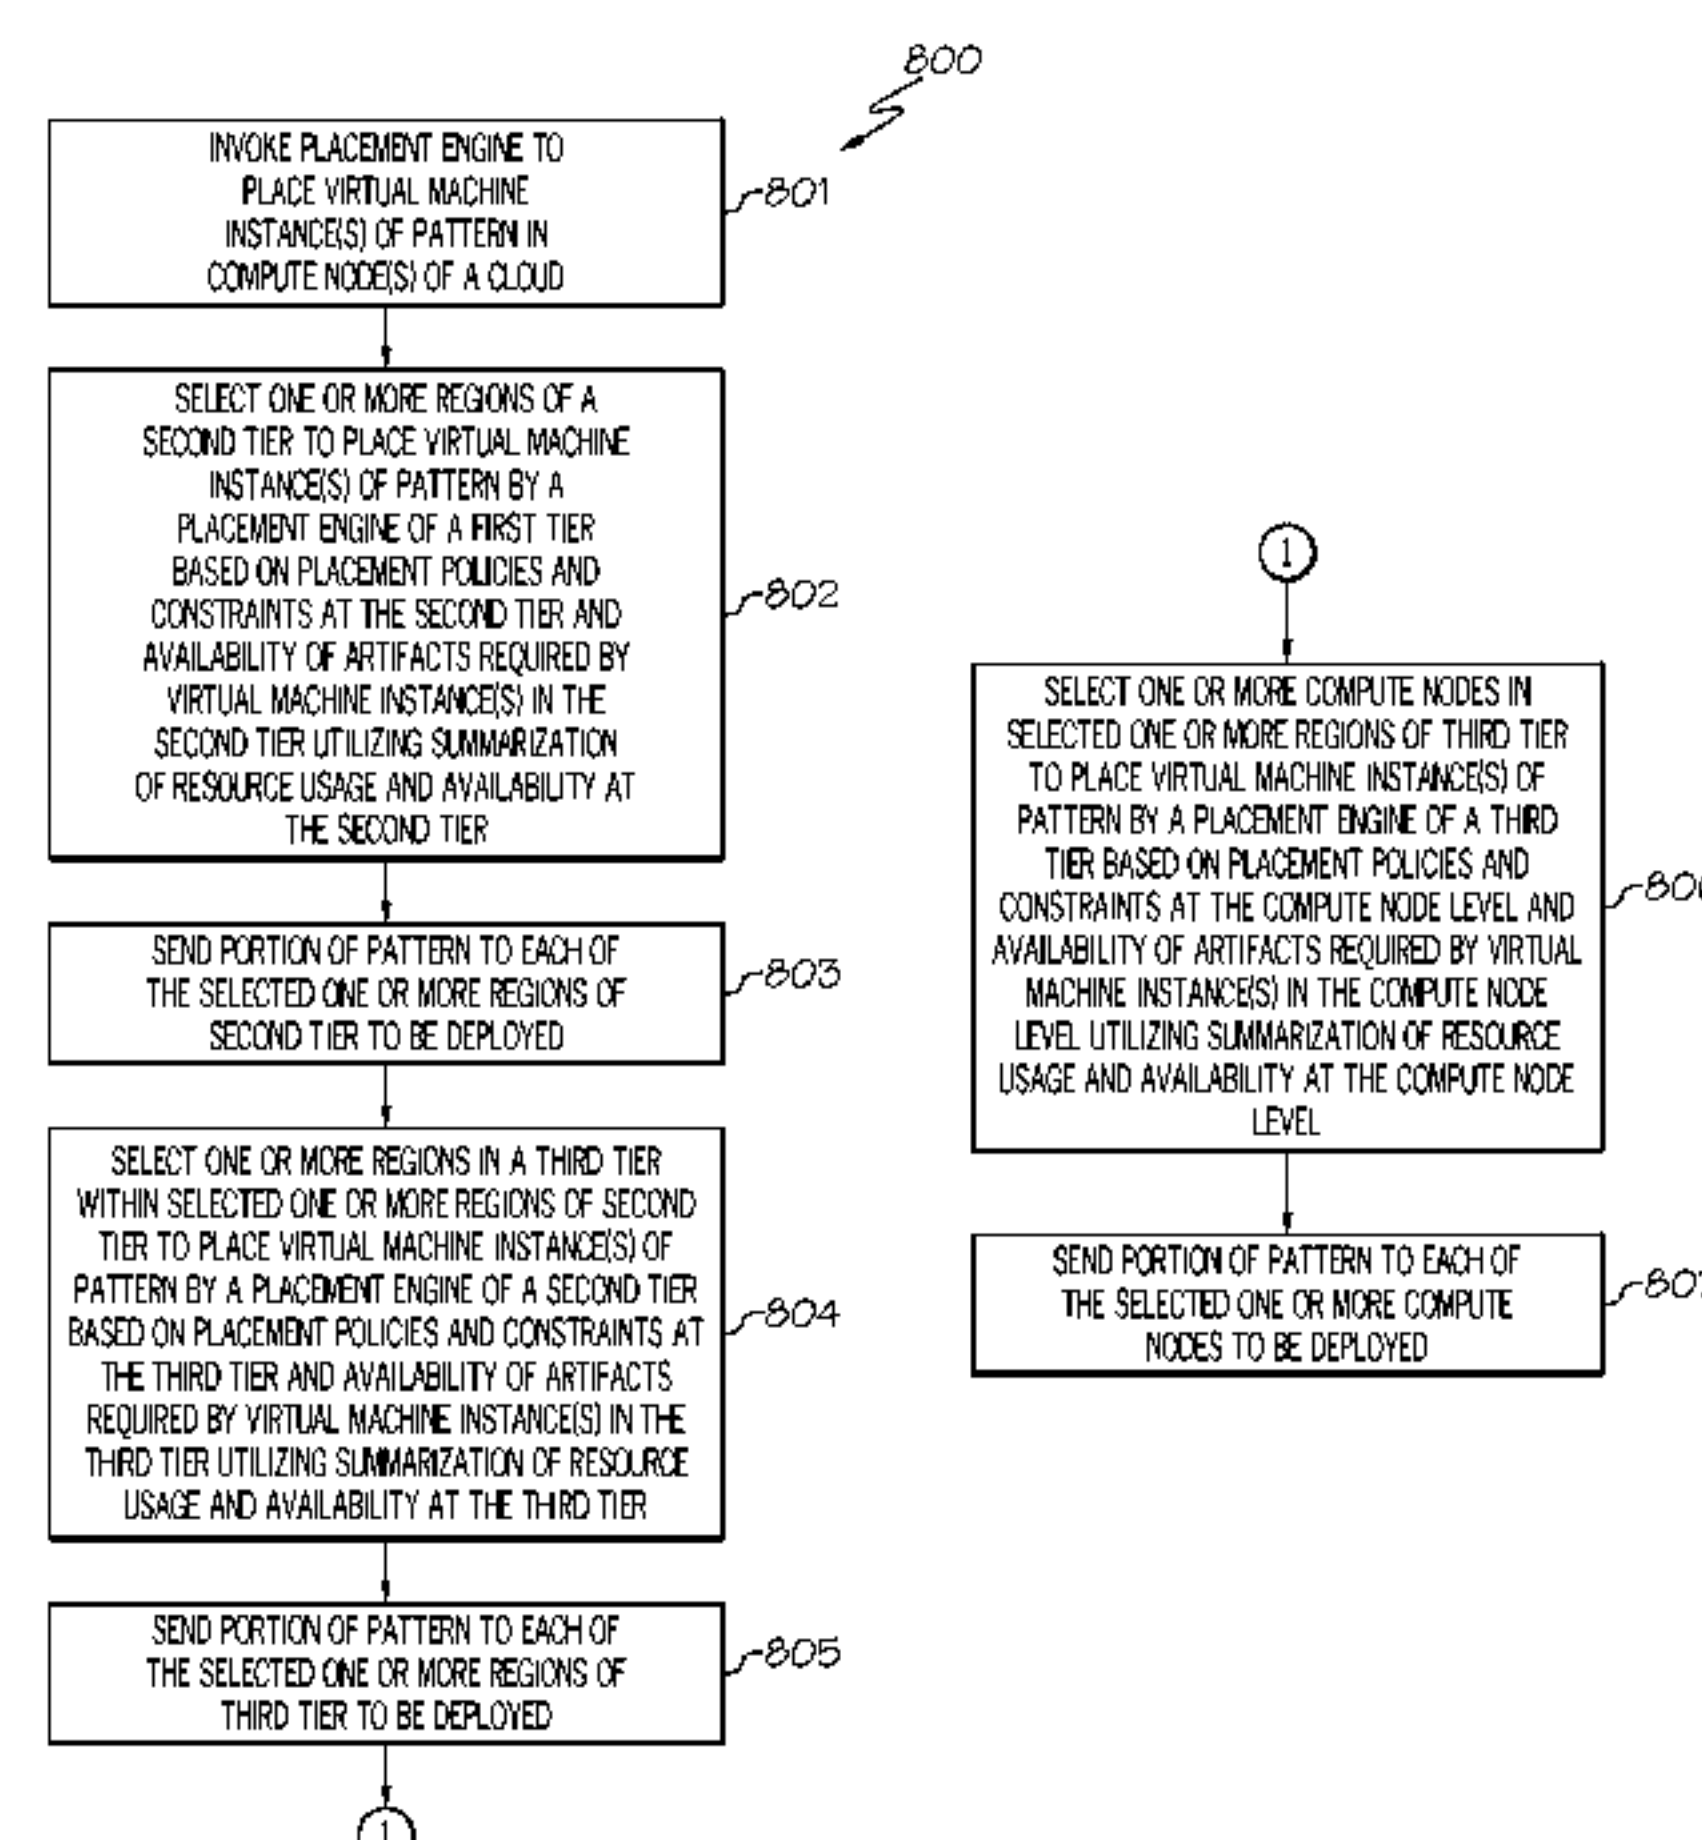 800
INVOKE PLACEMENT ENGINE TO
PLACE VIRTUAL MACHINE
INSTANCE(S) OF PATTERN IN
COMPUTE NODE(S) OF A CLOUD
801
SELECT ONE OR MORE REGIONS OF A
SECOND TIER TO PLACE VIRTUAL MACHINE
INSTANCE(S) OF PATTERN BY A
PLACEMENT ENGINE OF A FIRST TIER
BASED ON PLACEMENT POLICIES AND
CONSTRAINTS AT THE SECOND TIER AND
AVAILABILITY OF ARTIFACTS REQUIRED BY
VIRTUAL MACHINE INSTANCE(S) IN THE
SECOND TIER UTILIZING SUMMARIZATION
OF RESOURCE USAGE AND AVAILABILITY AT
THE SECOND TIER
802
SEND PORTION OF PATTERN TO EACH OF
THE SELECTED ONE OR MORE REGIONS OF
SECOND TIER TO BE DEPLOYED
803
SELECT ONE OR MORE REGIONS IN A THIRD TIER
WITHIN SELECTED ONE OR MORE REGIONS OF SECOND
TIER TO PLACE VIRTUAL MACHINE INSTANCE(S) OF
PATTERN BY A PLACEMENT ENGINE OF A SECOND TIER
BASED ON PLACEMENT POLICIES AND CONSTRAINTS AT
THE THIRD TIER AND AVAILABILITY OF ARTIFACTS
REQUIRED BY VIRTUAL MACHINE INSTANCE(S) IN THE
THIRD TIER UTILIZING SUMMARIZATION OF RESOURCE
USAGE AND AVAILABILITY AT THE THIRD TIER
804
SEND PORTION OF PATTERN TO EACH OF
THE SELECTED ONE OR MORE REGIONS OF
THIRD TIER TO BE DEPLOYED
805
1
1
SELECT ONE OR MORE COMPUTE NODES IN
SELECTED ONE OR MORE REGIONS OF THIRD TIER
TO PLACE VIRTUAL MACHINE INSTANCE(S) OF
PATTERN BY A PLACEMENT ENGINE OF A THIRD
TIER BASED ON PLACEMENT POLICIES AND
CONSTRAINTS AT THE COMPUTE NODE LEVEL AND
AVAILABILITY OF ARTIFACTS REQUIRED BY VIRTUAL
MACHINE INSTANCE(S) IN THE COMPUTE NODE
LEVEL UTILIZING SUMMARIZATION OF RESOURCE
USAGE AND AVAILABILITY AT THE COMPUTE NODE
LEVEL
SEND PORTION OF PATTERN TO EACH OF
THE SELECTED ONE OR MORE COMPUTE
NODES TO BE DEPLOYED